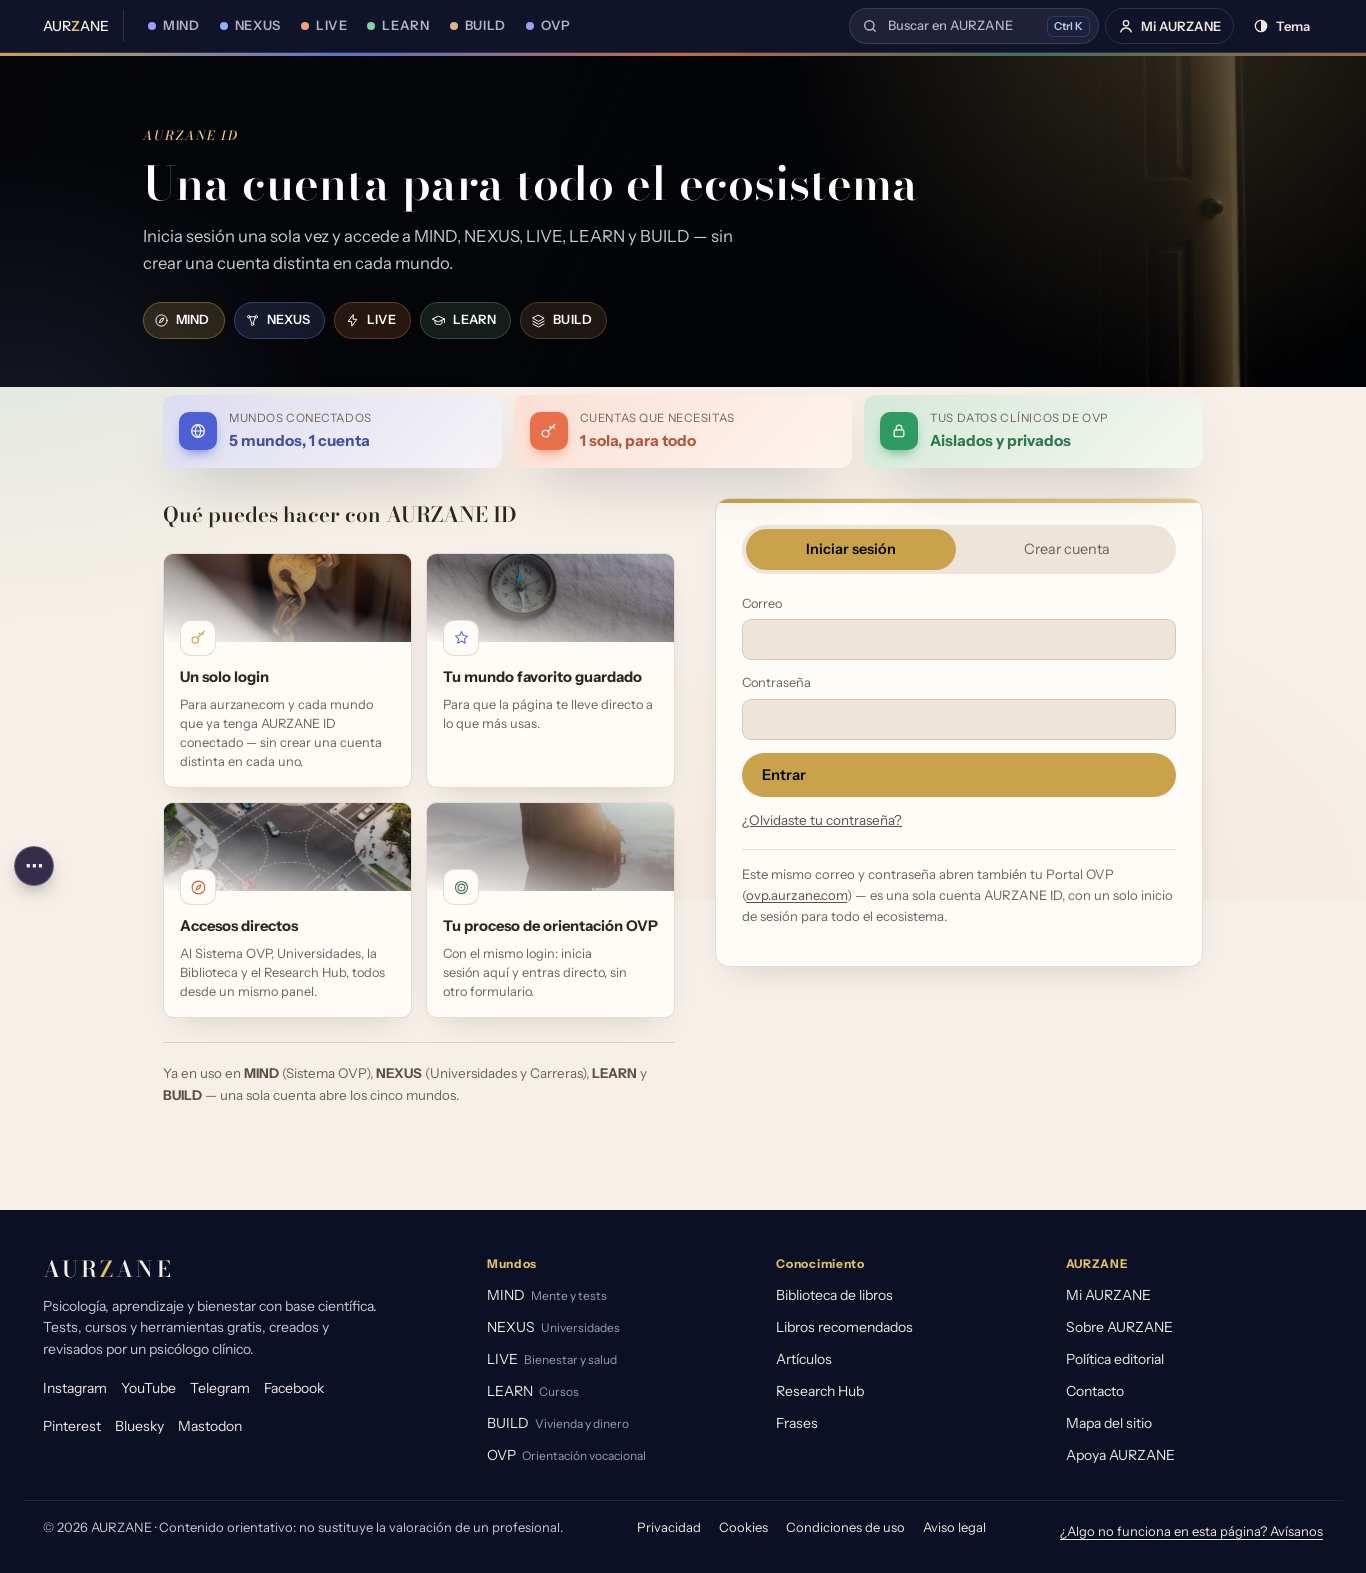 AURZANE
MIND
NEXUS
LIVE
LEARN
BUILD
OVP
Buscar en AURZANE
Ctrl K
Mi AURZANE
Tema
AURZANE ID
Una cuenta para todo el ecosistema
Inicia sesión una sola vez y accede a MIND, NEXUS, LIVE, LEARN y BUILD — sin
crear una cuenta distinta en cada mundo.
MIND
NEXUS
LIVE
LEARN
BUILD
MUNDOS CONECTADOS
5 mundos, 1 cuenta
CUENTAS QUE NECESITAS
1 sola, para todo
TUS DATOS CLÍNICOS DE OVP
Aislados y privados
Qué puedes hacer con AURZANE ID
Un solo login
Para aurzane.com y cada mundo
que ya tenga AURZANE ID
conectado — sin crear una cuenta
distinta en cada uno.
Tu mundo favorito guardado
Para que la página te lleve directo a
lo que más usas.
Accesos directos
Al Sistema OVP, Universidades, la
Biblioteca y el Research Hub, todos
desde un mismo panel.
Tu proceso de orientación OVP
Con el mismo login: inicia
sesión aquí y entras directo, sin
otro formulario.
Ya en uso en MIND (Sistema OVP), NEXUS (Universidades y Carreras), LEARN y
BUILD — una sola cuenta abre los cinco mundos.
Iniciar sesión
Crear cuenta
Correo
Contraseña
Entrar
¿Olvidaste tu contraseña?
Este mismo correo y contraseña abren también tu Portal OVP
(ovp.aurzane.com) — es una sola cuenta AURZANE ID, con un solo inicio
de sesión para todo el ecosistema.
AURZANE
Psicología, aprendizaje y bienestar con base científica.
Tests, cursos y herramientas gratis, creados y
revisados por un psicólogo clínico.
Instagram YouTube Telegram Facebook
Pinterest Bluesky Mastodon
Mundos
MIND Mente y tests
NEXUS Universidades
LIVE Bienestar y salud
LEARN Cursos
BUILD Vivienda y dinero
OVP Orientación vocacional
Conocimiento
Biblioteca de libros
Libros recomendados
Artículos
Research Hub
Frases
AURZANE
Mi AURZANE
Sobre AURZANE
Política editorial
Contacto
Mapa del sitio
Apoya AURZANE
© 2026 AURZANE · Contenido orientativo: no sustituye la valoración de un profesional.
Privacidad Cookies Condiciones de uso Aviso legal
¿Algo no funciona en esta página? Avísanos